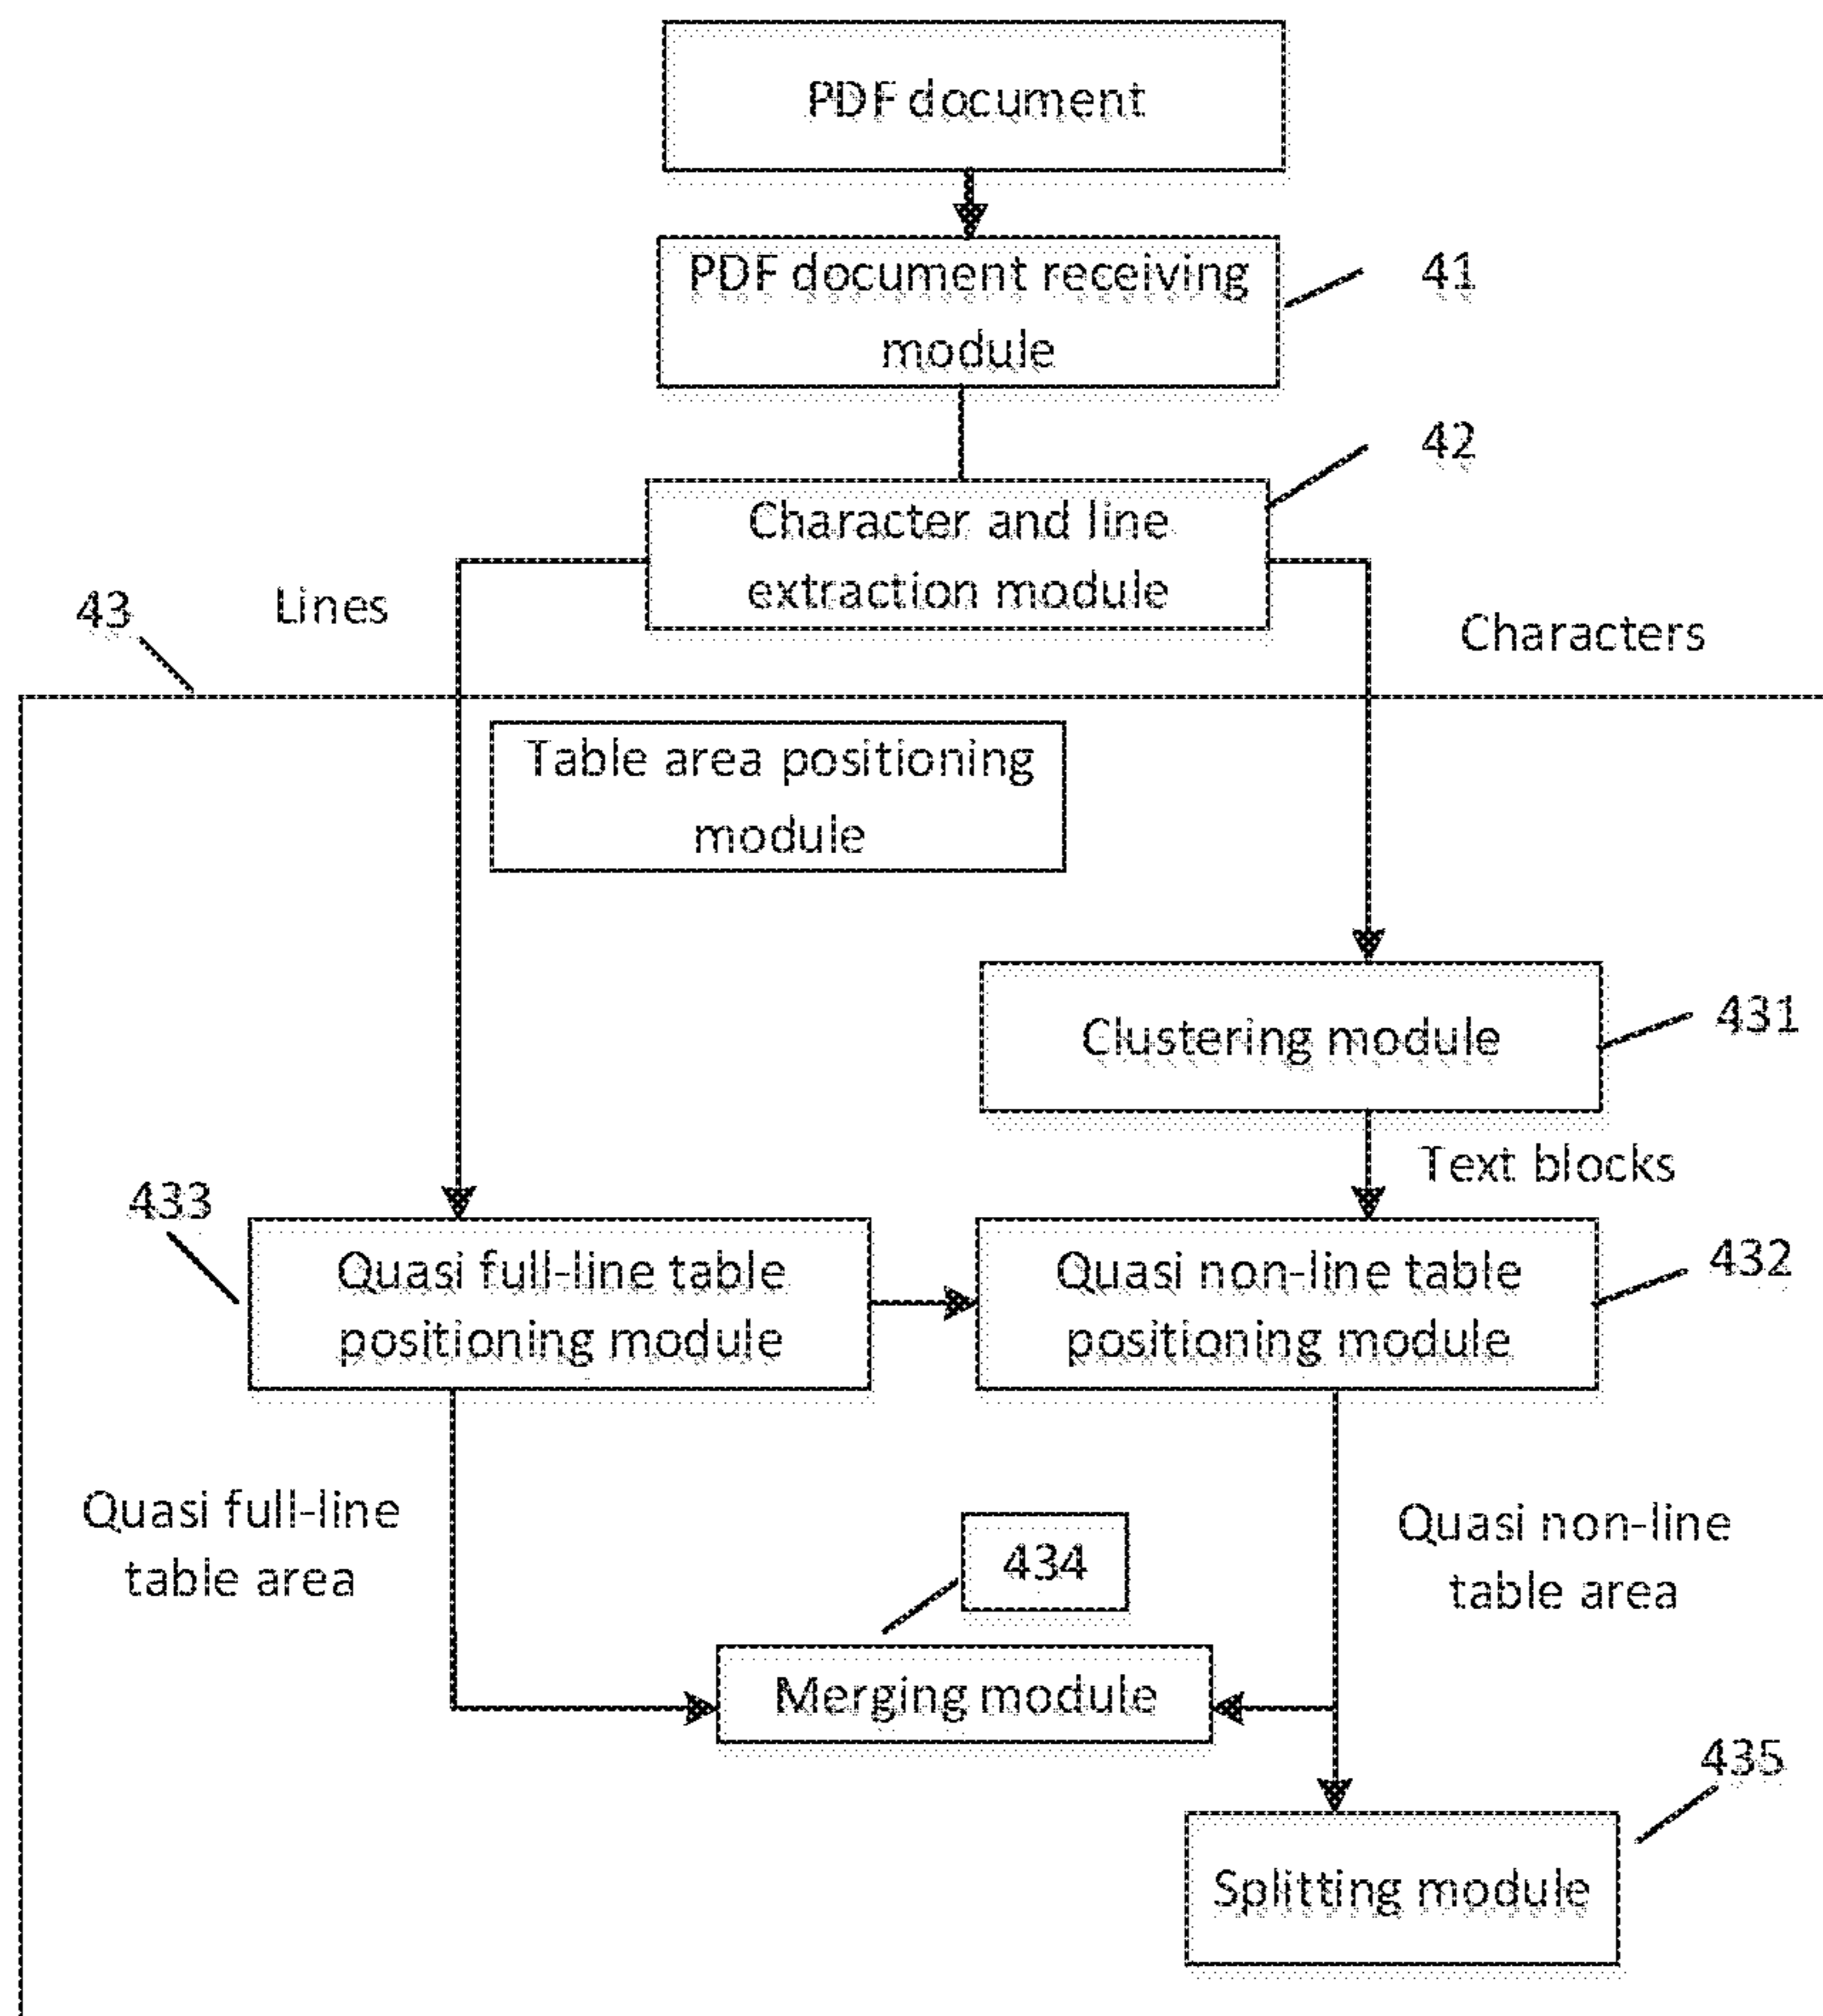 PDF document
PDF document receiving
module
41
42
Character and line
extraction module
43
Lines
Characters
Table area positioning
module
Clustering module
431
Text blocks
433
Quasi full-line table
positioning module
Quasi non-line table
positioning module
432
Quasi full-line
table area
434
Quasi non-line
table area
Merging module
435
Splitting module